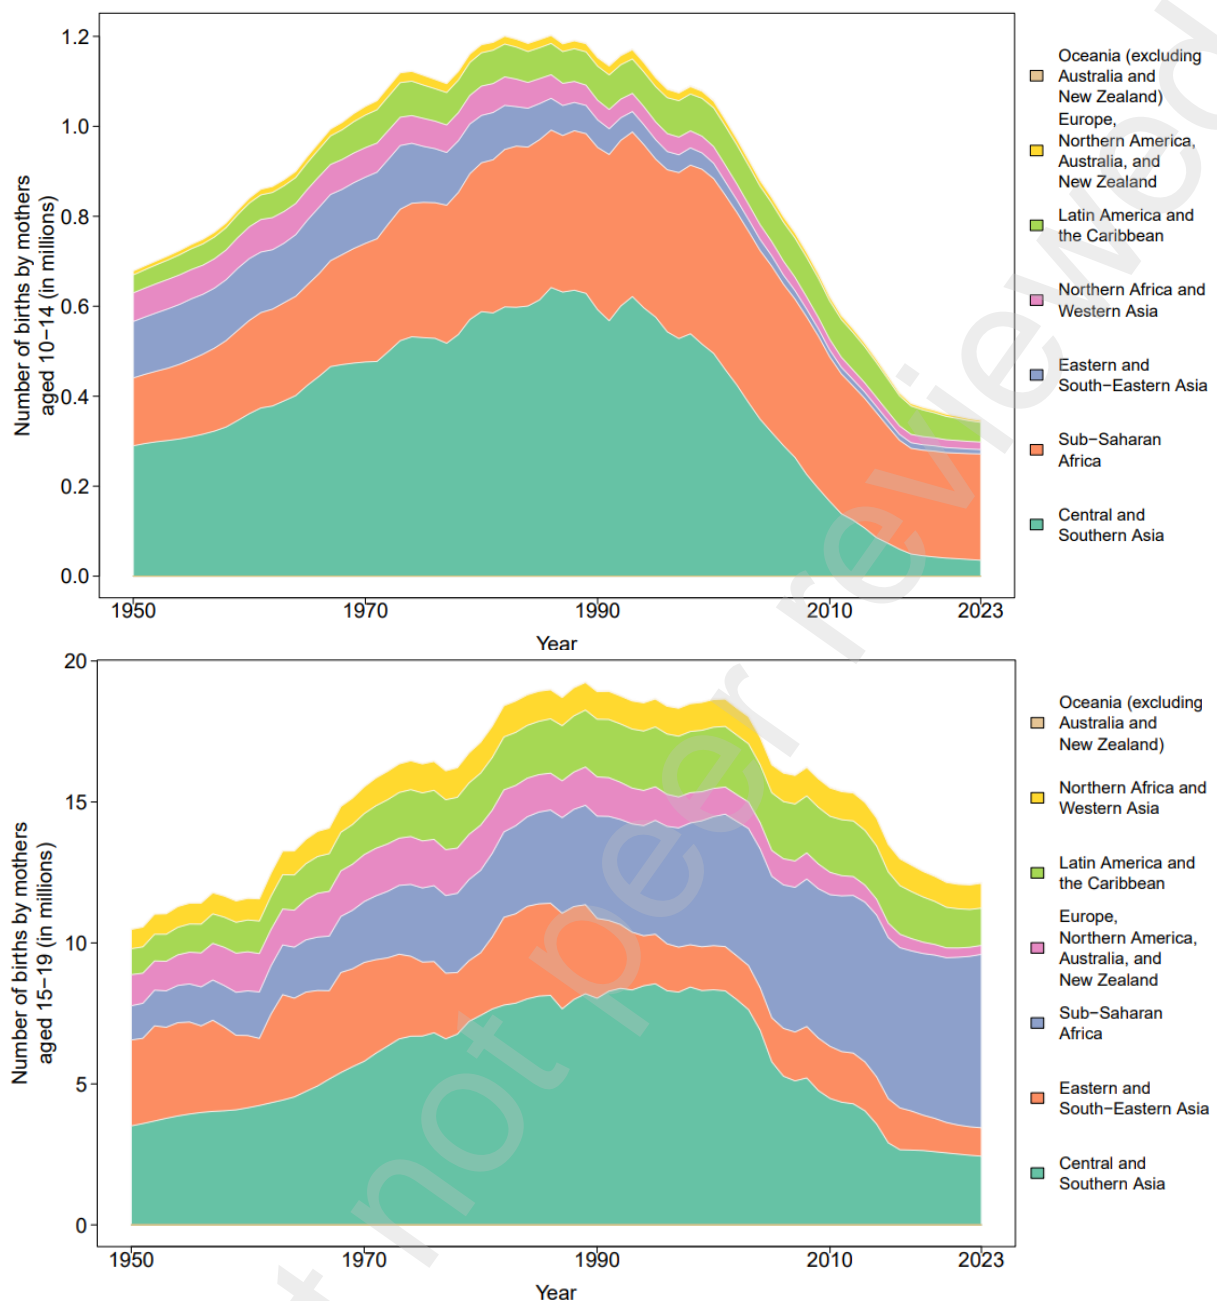 1.2
1.0
0.8
0.6
0.4
0.2
0.0
Number of births by mothers
aged 10−14 (in millions)
1950
1970
1990
2010
2023
Year
Oceania (excluding
Australia and
New Zealand)
Europe,
Northern America,
Australia, and
New Zealand
Latin America and
the Caribbean
Northern Africa and
Western Asia
Eastern and
South−Eastern Asia
Sub−Saharan
Africa
Central and
Southern Asia
20
15
10
5
0
Number of births by mothers
aged 15−19 (in millions)
1950
1970
1990
2010
2023
Year
Oceania (excluding
Australia and
New Zealand)
Northern Africa and
Western Asia
Latin America and
the Caribbean
Europe,
Northern America,
Australia, and
New Zealand
Sub−Saharan
Africa
Eastern and
South−Eastern Asia
Central and
Southern Asia
not peer reviewed